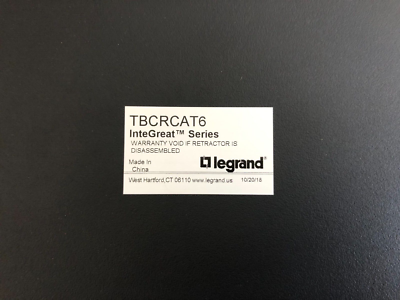 TBCRCAT6
InteGreat™ Series
WARRANTY VOID IF RETRACTOR IS
DISASSEMBLED
Made In
China
legrand®
West Hartford,CT 06110 www.legrand.us 10/20/16